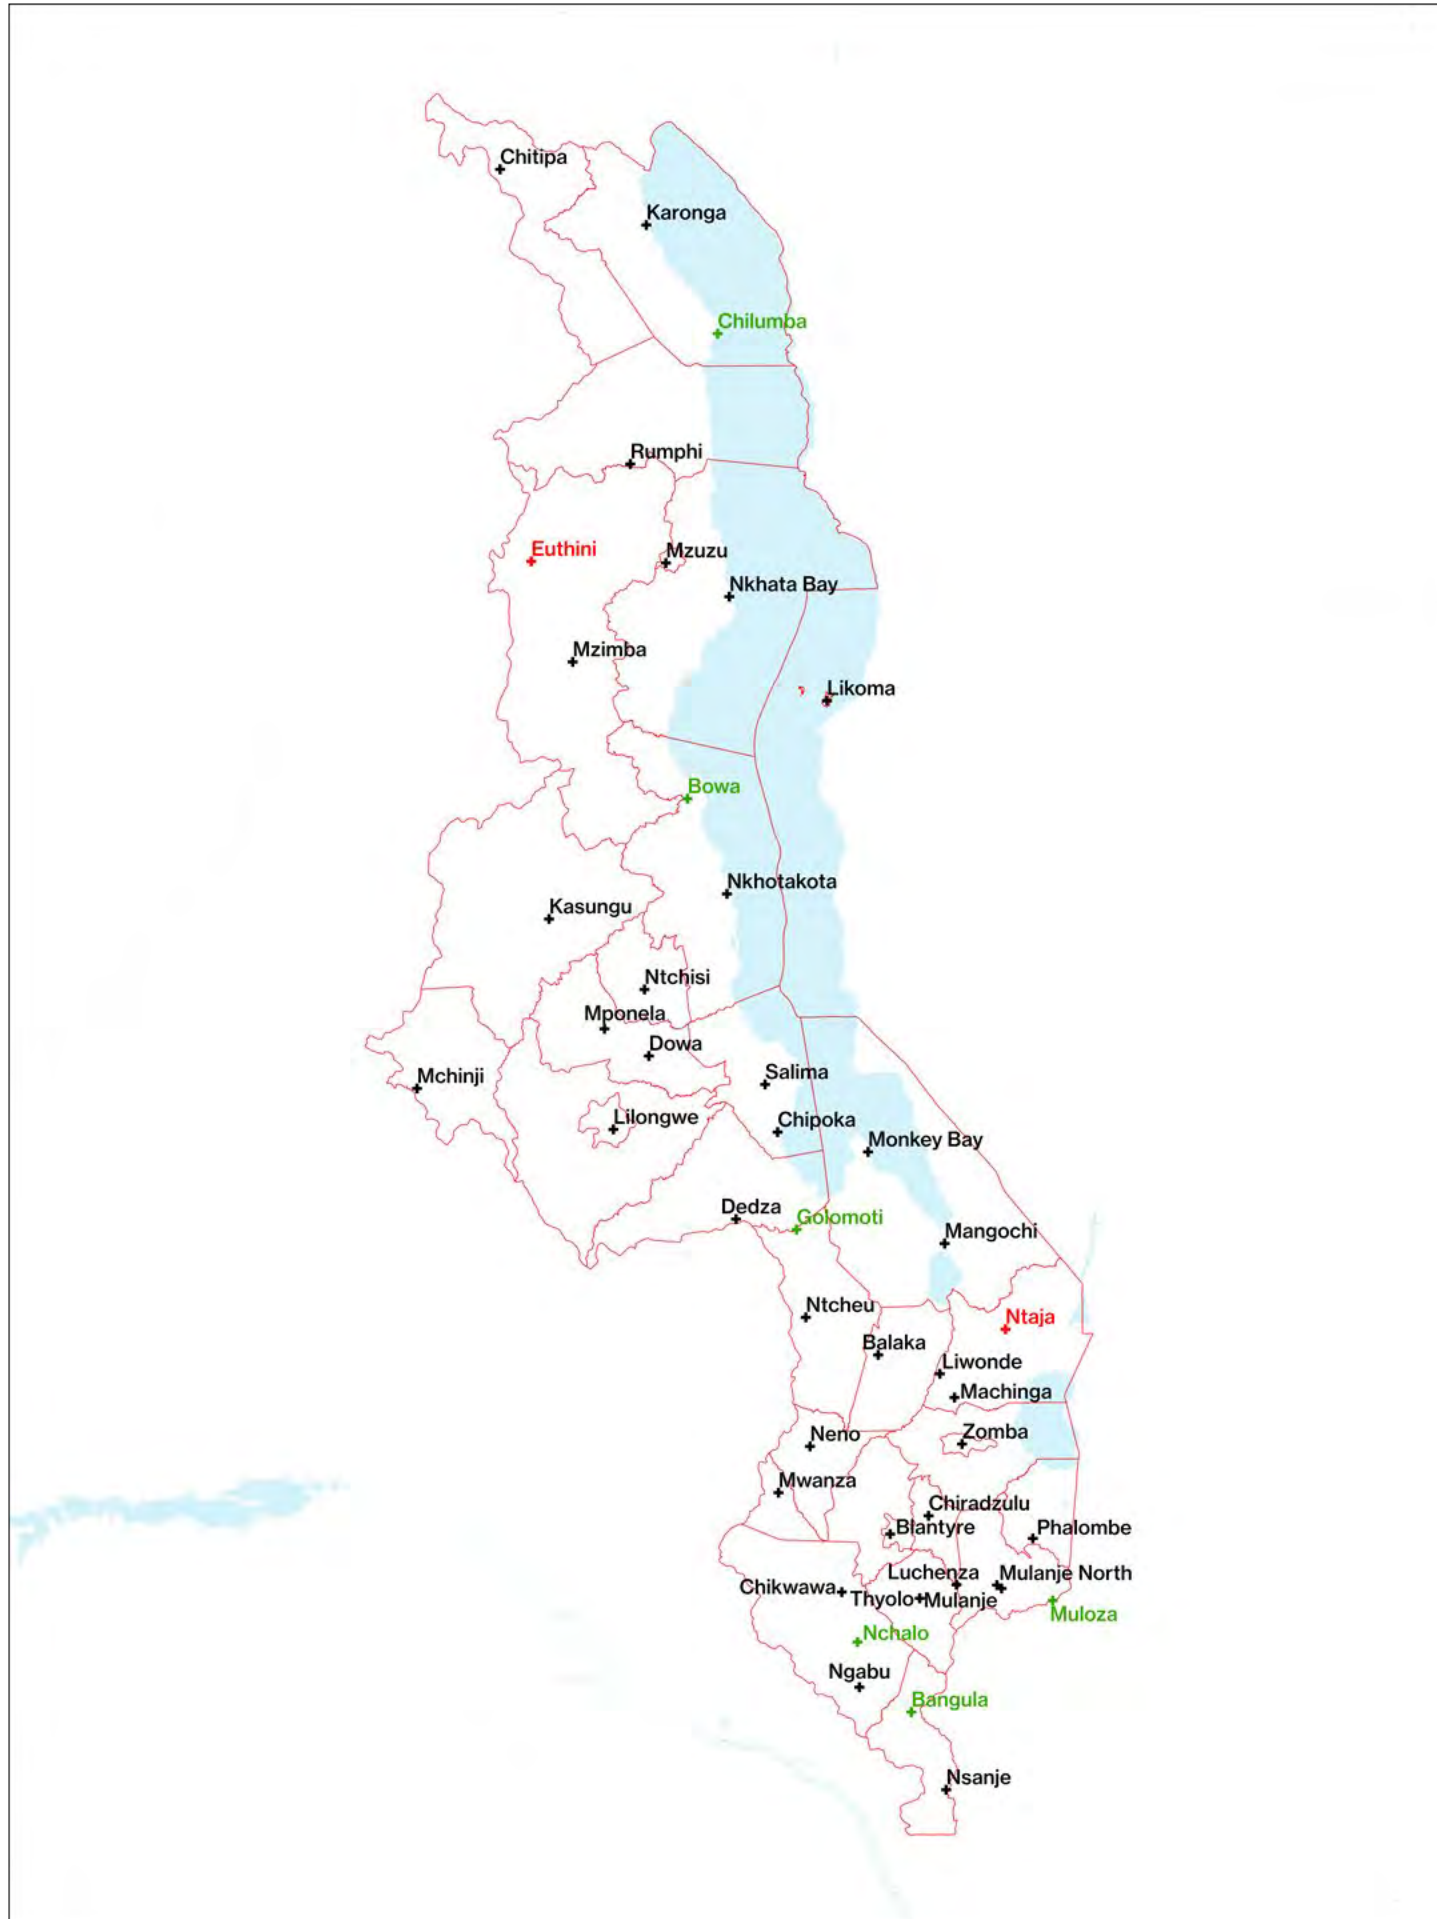 Chitipa
Karonga
Chilumba
Rumphi
Euthini
Mzuzu
Nkhata Bay
Mzimba
Likoma
Bowa
Nkhotakota
Kasungu
Ntchisi
Mponela
Dowa
Salima
Mchinji
Lilongwe
Chipoka
Monkey Bay
Dedza
Golomoti
Mangochi
Ntcheu
Ntaja
Balaka
Liwonde
Machinga
Neno
Zomba
Mwanza
Chiradzulu
Blantyre
Phalombe
Luchenza
Mulanje North
Chikwawa
Thyolo
Mulanje
Muloza
Nchalo
Ngabu
Bangula
Nsanje